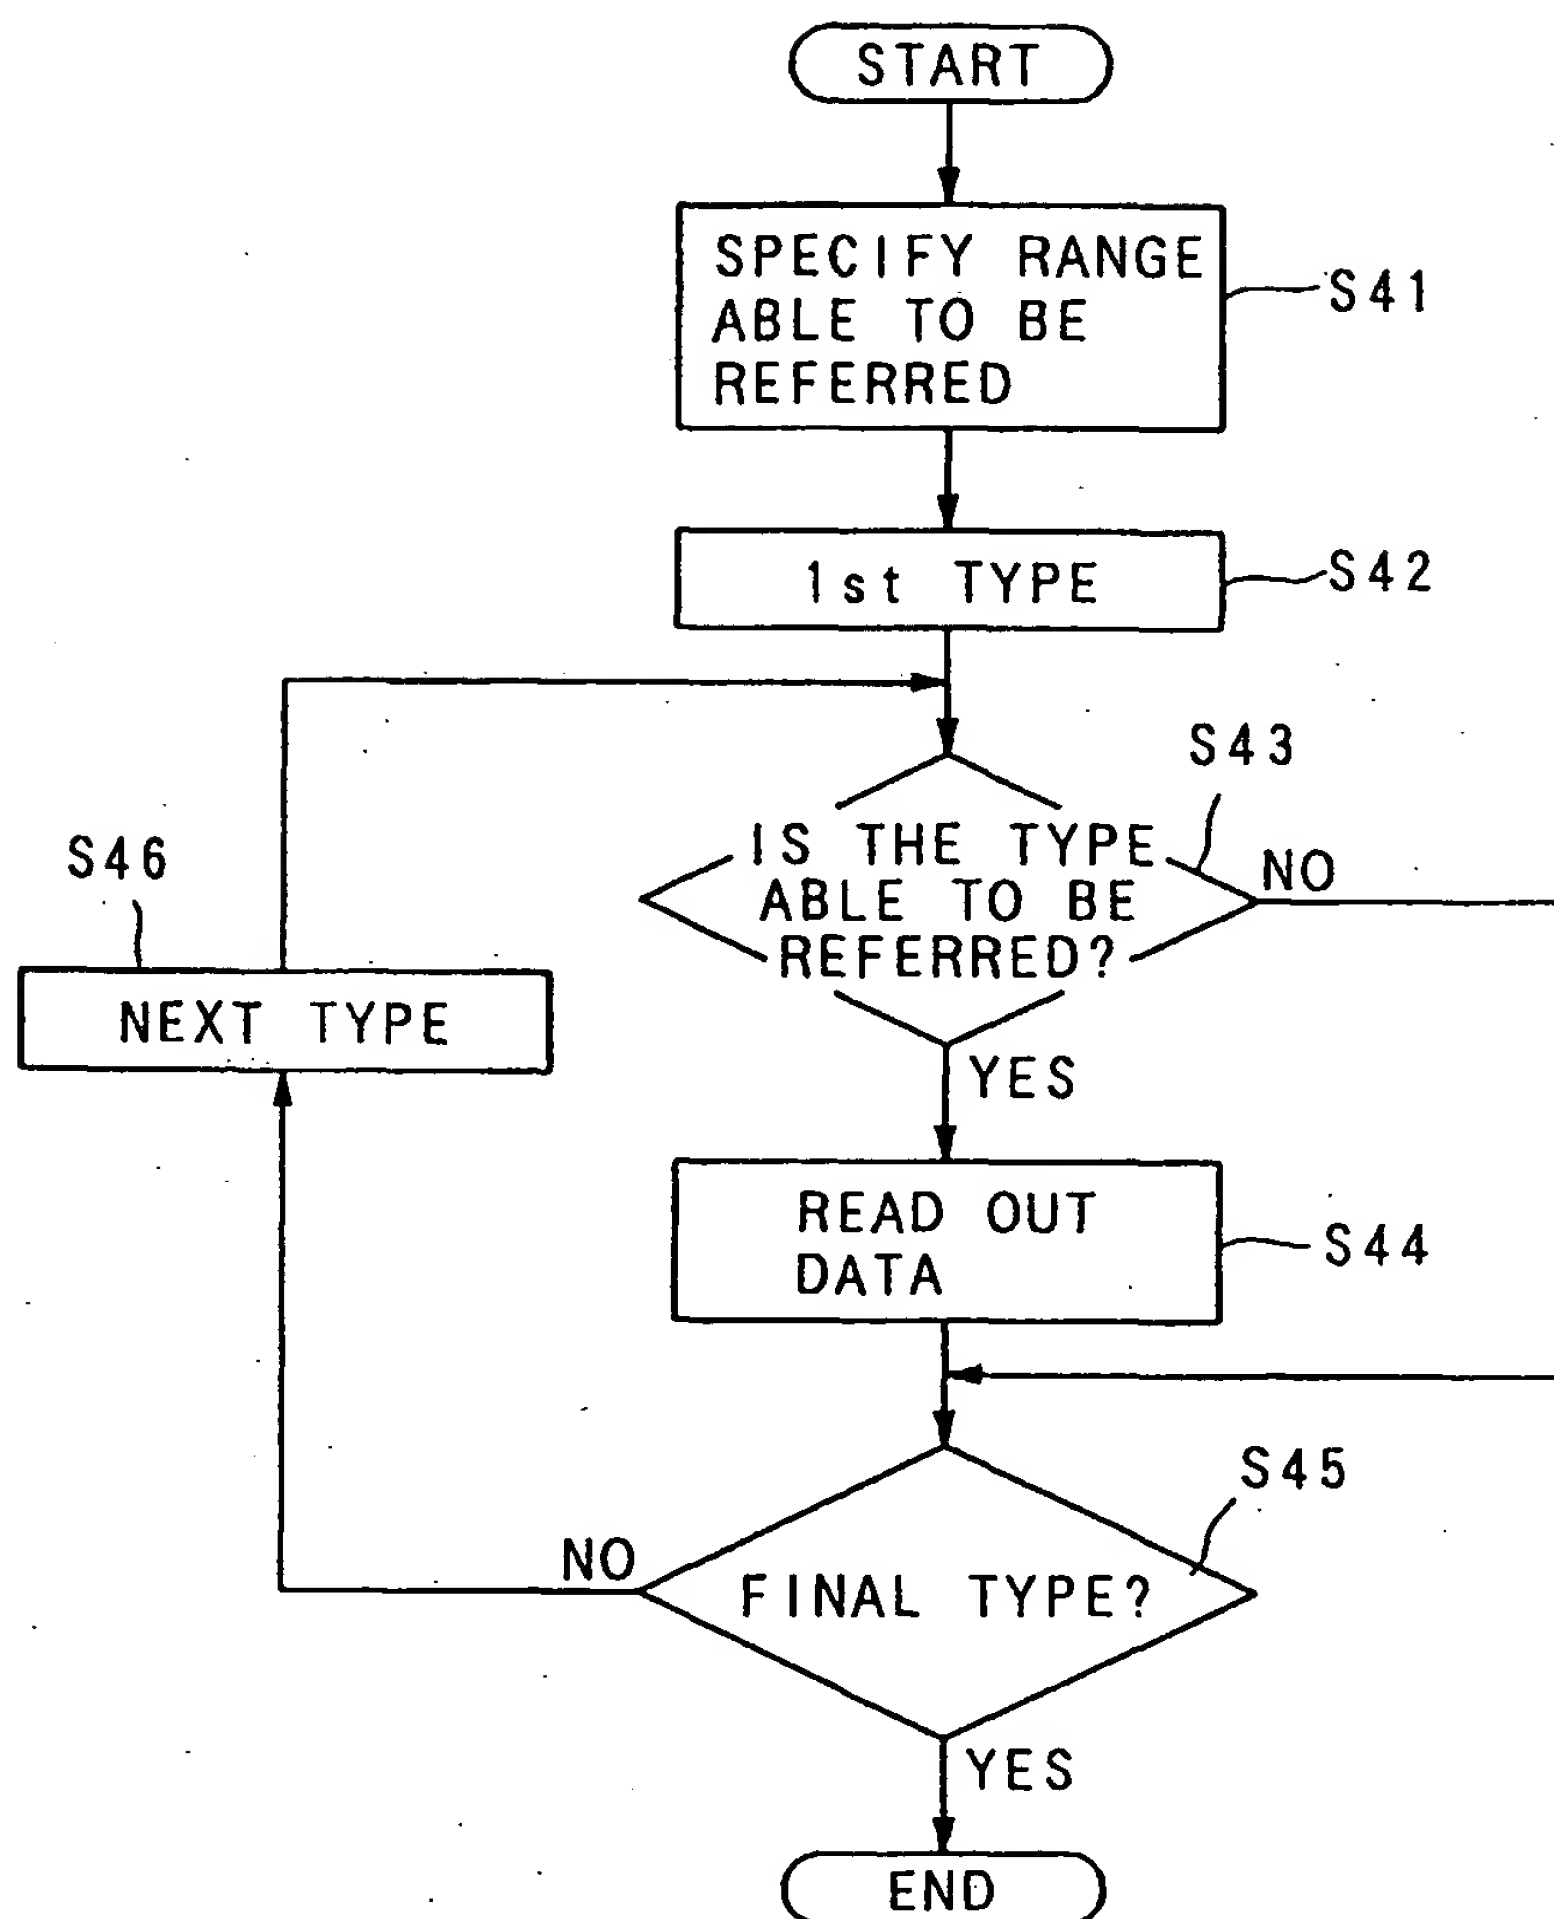 START
SPECIFY RANGE
ABLE TO BE
REFERRED
S41
1st TYPE
S42
S43
IS THE TYPE
ABLE TO BE
REFERRED?
NO
S46
NEXT TYPE
YES
READ OUT
DATA
S44
S45
NO
FINAL TYPE?
YES
END